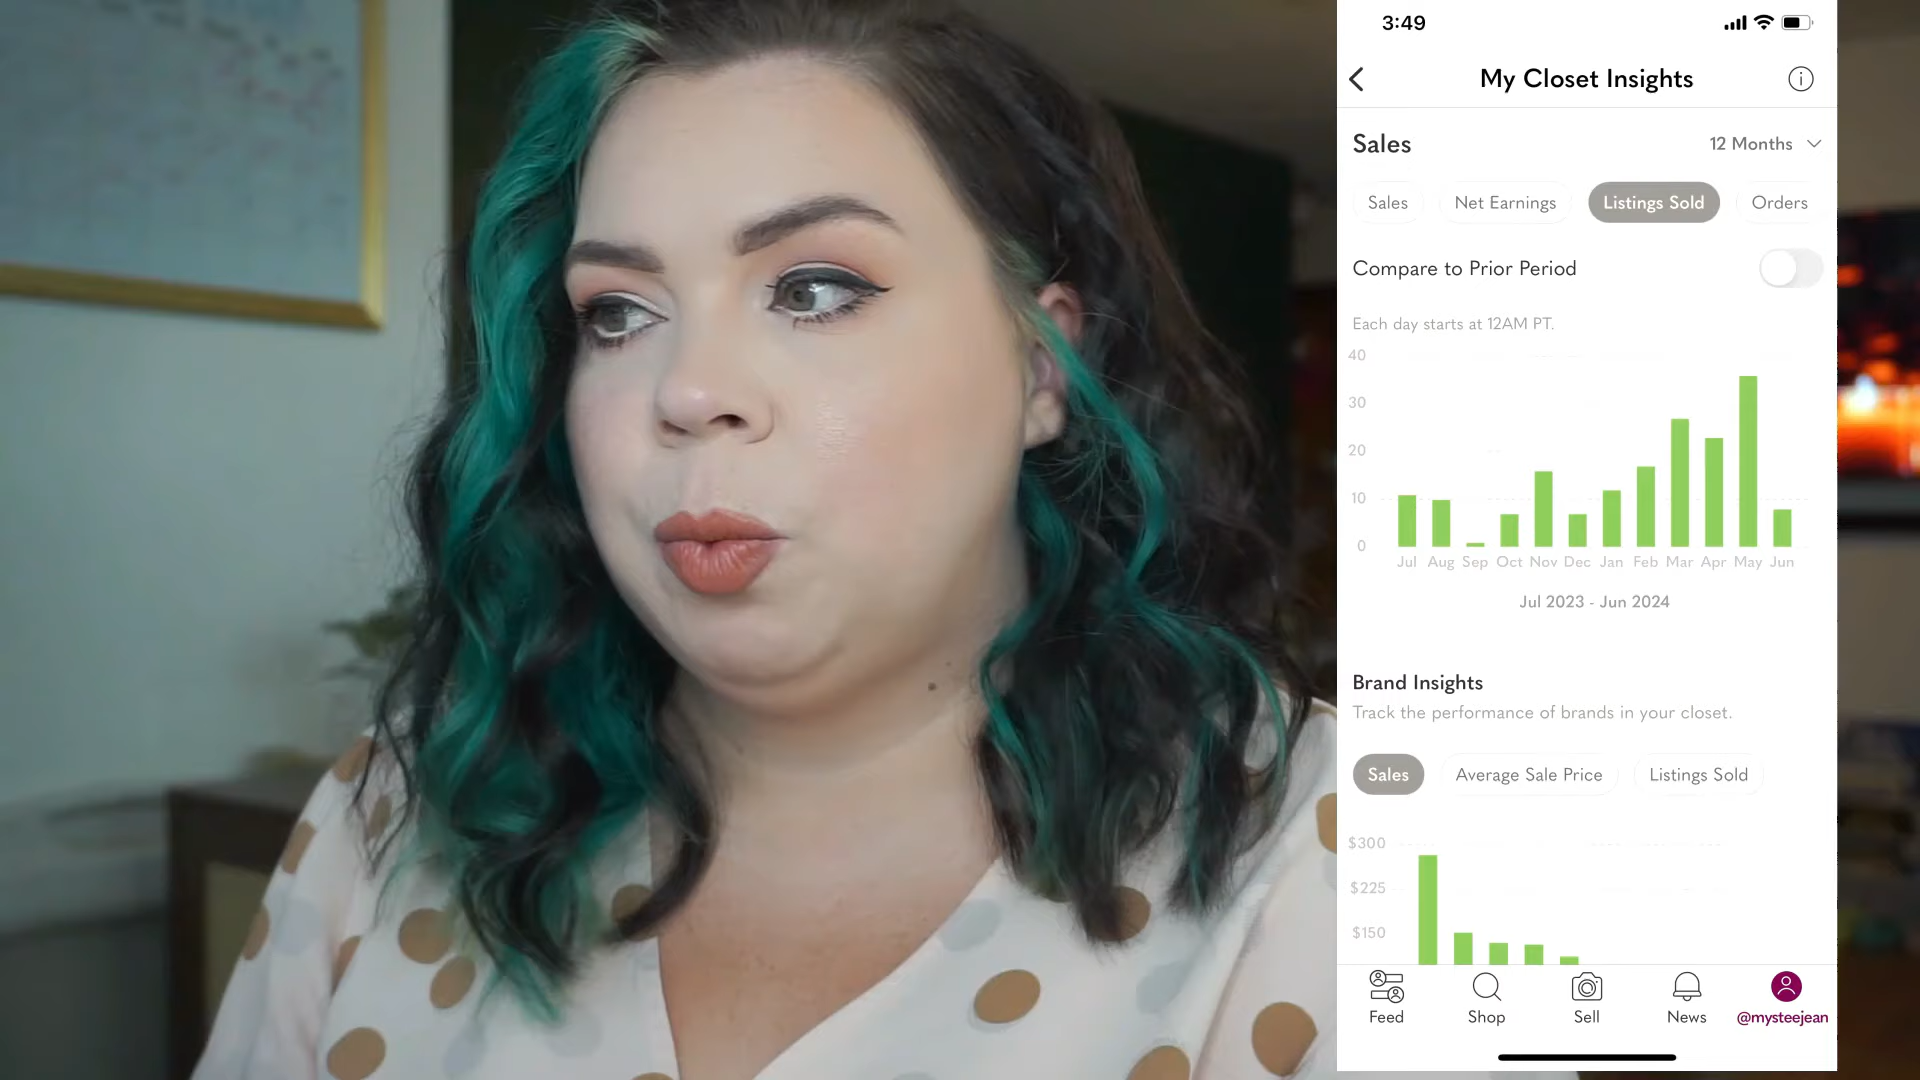 3:49
My Closet Insights
Sales
12 Months
Sales Net Earnings Listings Sold Orders
Compare to Prior Period
Each day starts at 12AM PT.
40
30
20
10
0
Jul Aug Sep Oct Nov Dec Jan Feb Mar Apr May Jun
Jul 2023 - Jun 2024
Brand Insights
Track the performance of brands in your closet.
Sales Average Sale Price Listings Sold
$300
$225
$150
Feed Shop Sell News @mysteejean